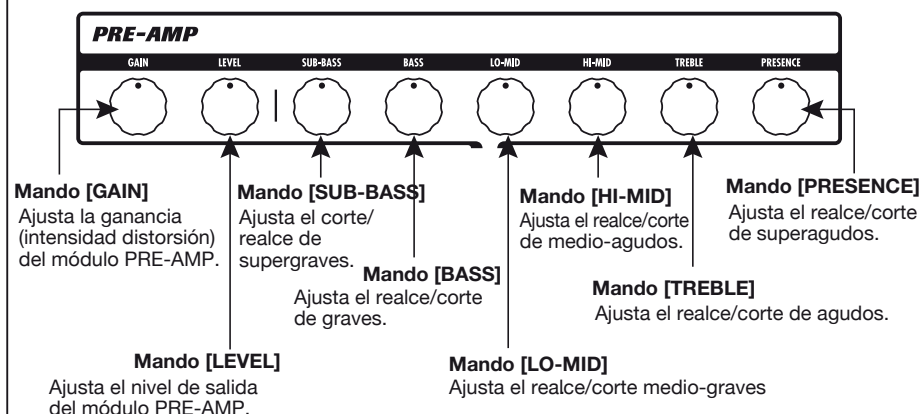 PRE-AMP
GAIN LEVEL SUB-BASS BASS LO-MID HI-MID TREBLE PRESENCE
Mando [GAIN]
Ajusta la ganancia
(intensidad distorsión)
del módulo PRE-AMP.
Mando [SUB-BASS]
Ajusta el corte/
realce de
supergraves.
Mando [HI-MID]
Ajusta el realce/corte
de medio-agudos.
Mando [PRESENCE]
Ajusta el realce/corte
de superagudos.
Mando [BASS]
Ajusta el realce/corte
de graves.
Mando [TREBLE]
Ajusta el realce/corte de agudos.
Mando [LEVEL]
Ajusta el nivel de salida
del módulo PRE-AMP.
Mando [LO-MID]
Ajusta el realce/corte medio-graves